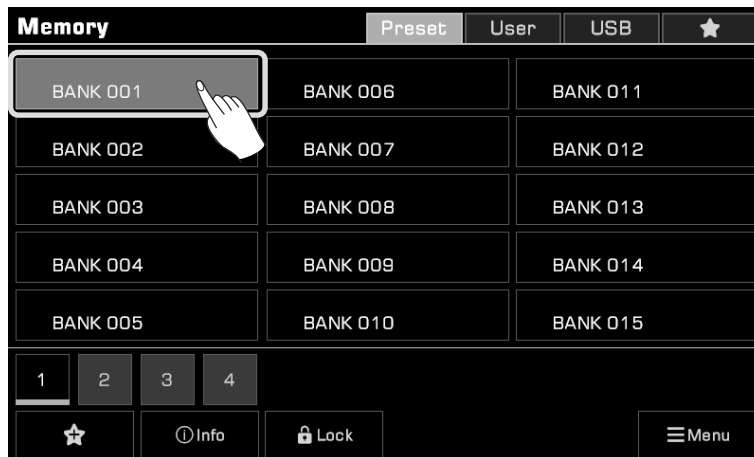 Memory Preset User USB
BANK 001 BANK 006 BANK 011
BANK 002 BANK 007 BANK 012
BANK 003 BANK 008 BANK 013
BANK 004 BANK 009 BANK 014
BANK 005 BANK 010 BANK 015
1 2 3 4
Info Lock Menu